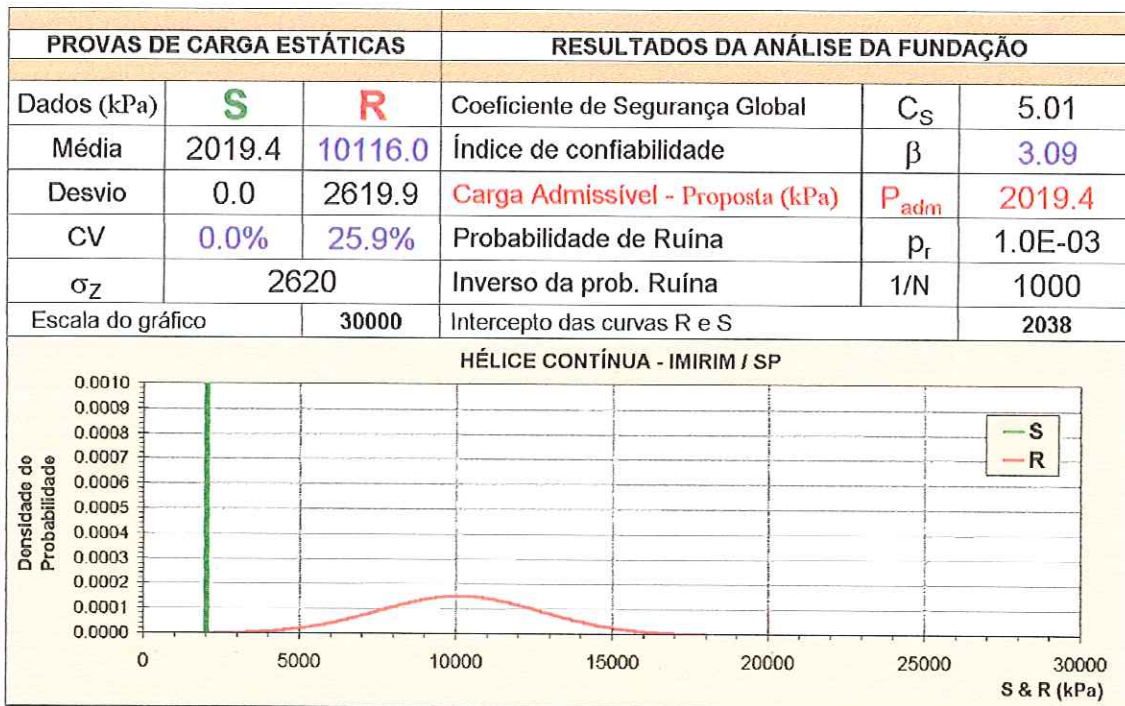 PROVAS DE CARGA ESTÁTICAS RESULTADOS DA ANÁLISE DA FUNDAÇÃO
Dados (kPa) S R Coeficiente de Segurança Global C_S 5.01
Média 2019.4 10116.0 Índice de confiabilidade β 3.09
Desvio 0.0 2619.9 Carga Admissível - Proposta (kPa) P_adm 2019.4
CV 0.0% 25.9% Probabilidade de Ruína p_r 1.0E-03
σ_Z 2620 Inverso da prob. Ruína 1/N 1000
Escala do gráfico 30000 Intercepto das curvas R e S 2038
HÉLICE CONTÍNUA - IMIRIM / SP
Densidade de
Probabilidade
0.0010
0.0009
0.0008
0.0007
0.0006
0.0005
0.0004
0.0003
0.0002
0.0001
0.0000
S
R
0 5000 10000 15000 20000 25000 30000
S & R (kPa)